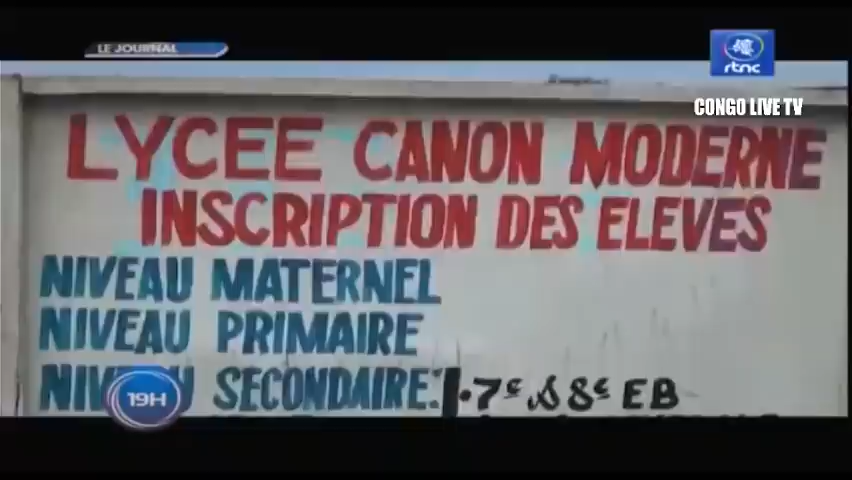 LE JOURNAL
rtnc
CONGO LIVE TV
LYCEE CANON MODERNE
INSCRIPTION DES ELEVES
NIVEAU MATERNEL
NIVEAU PRIMAIRE
SECONDAIRE: 7e & 8e EB
19H